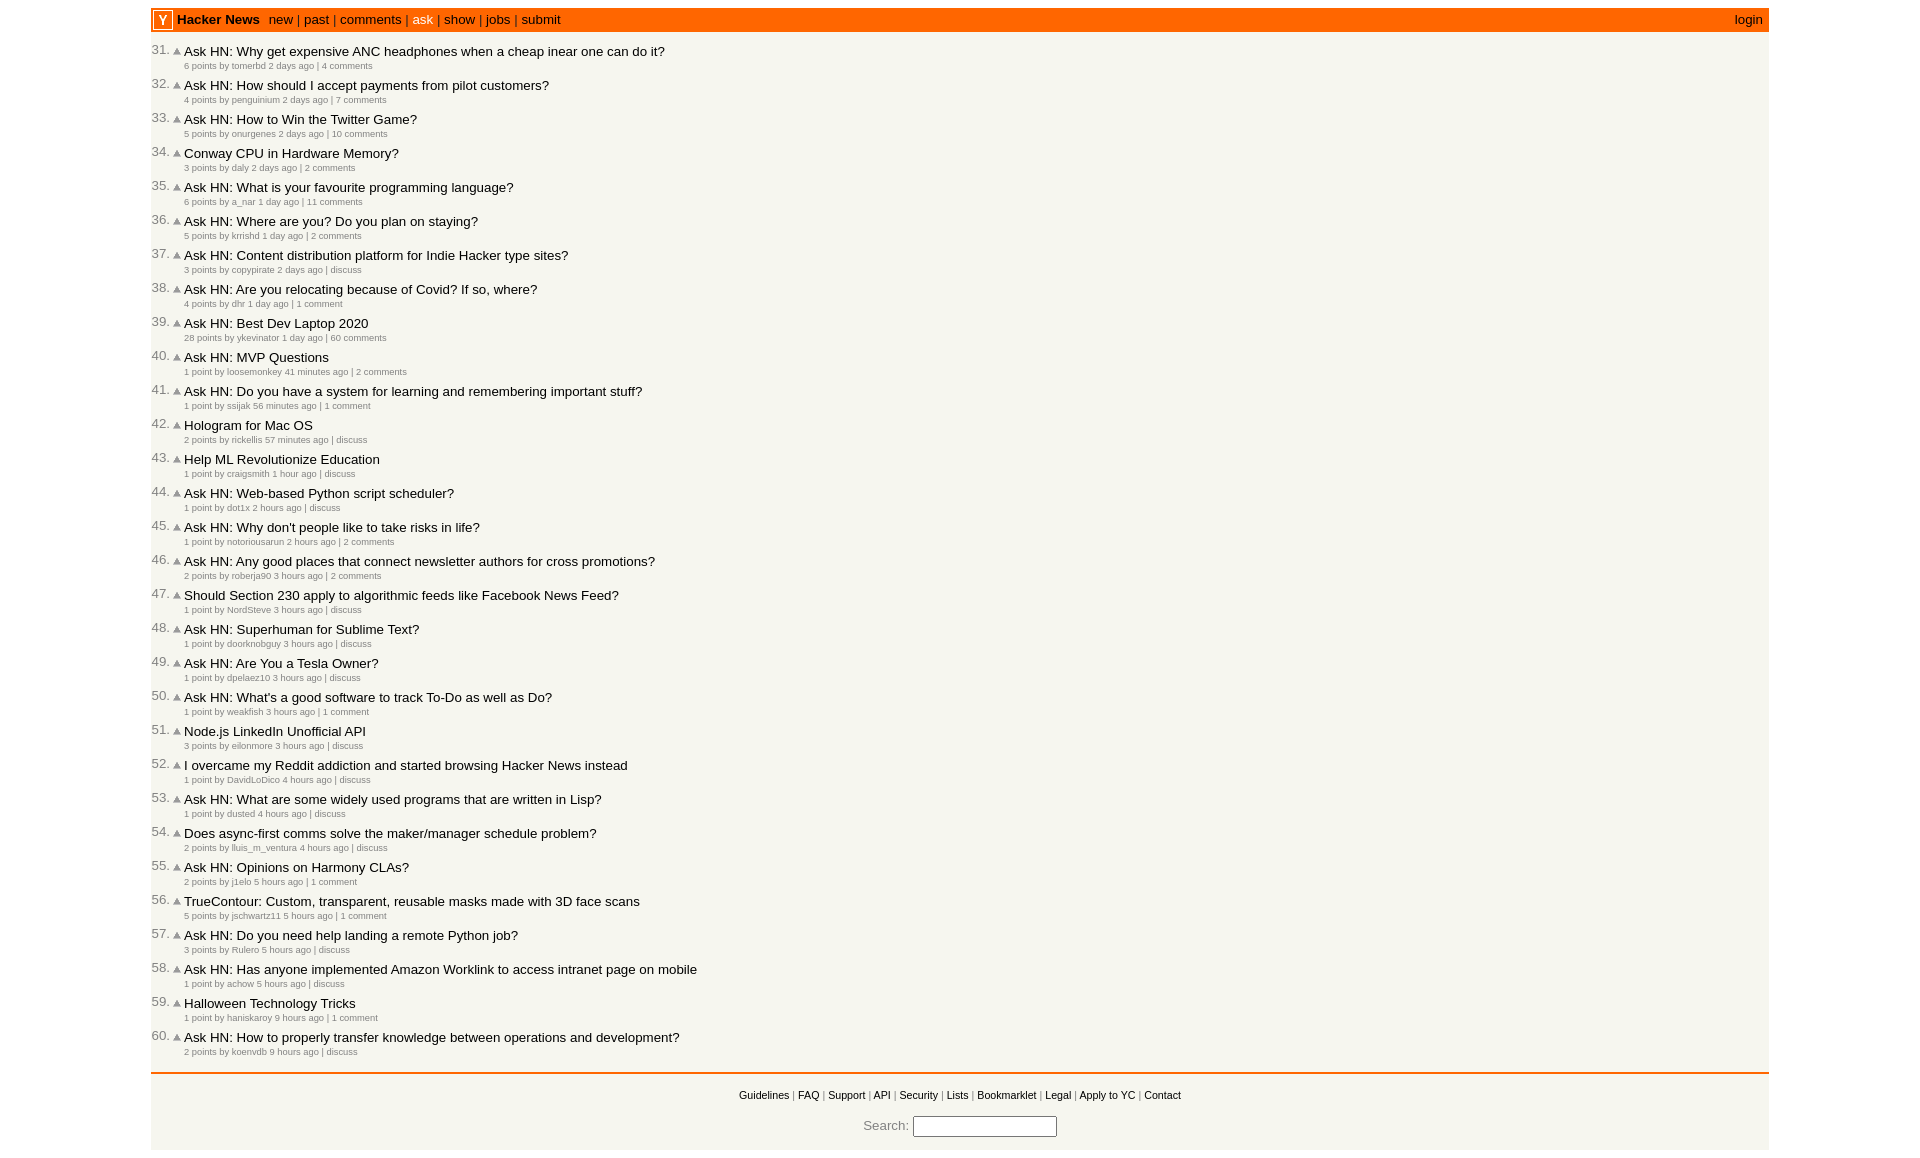 Y Hacker News new | past | comments | ask | show | jobs | submit login
31. Ask HN: Why get expensive ANC headphones when a cheap inear one can do it?
6 points by tomerbd 2 days ago | 4 comments
32. Ask HN: How should I accept payments from pilot customers?
4 points by penguinium 2 days ago | 7 comments
33. Ask HN: How to Win the Twitter Game?
5 points by onurgenes 2 days ago | 10 comments
34. Conway CPU in Hardware Memory?
3 points by daly 2 days ago | 2 comments
35. Ask HN: What is your favourite programming language?
6 points by a_nar 1 day ago | 11 comments
36. Ask HN: Where are you? Do you plan on staying?
5 points by krrishd 1 day ago | 2 comments
37. Ask HN: Content distribution platform for Indie Hacker type sites?
3 points by copypirate 2 days ago | discuss
38. Ask HN: Are you relocating because of Covid? If so, where?
4 points by dhr 1 day ago | 1 comment
39. Ask HN: Best Dev Laptop 2020
28 points by ykevinator 1 day ago | 60 comments
40. Ask HN: MVP Questions
1 point by loosemonkey 41 minutes ago | 2 comments
41. Ask HN: Do you have a system for learning and remembering important stuff?
1 point by ssijak 56 minutes ago | 1 comment
42. Hologram for Mac OS
2 points by rickellis 57 minutes ago | discuss
43. Help ML Revolutionize Education
1 point by craigsmith 1 hour ago | discuss
44. Ask HN: Web-based Python script scheduler?
1 point by dot1x 2 hours ago | discuss
45. Ask HN: Why don't people like to take risks in life?
1 point by notoriousarun 2 hours ago | 2 comments
46. Ask HN: Any good places that connect newsletter authors for cross promotions?
2 points by roberja90 3 hours ago | 2 comments
47. Should Section 230 apply to algorithmic feeds like Facebook News Feed?
1 point by NordSteve 3 hours ago | discuss
48. Ask HN: Superhuman for Sublime Text?
1 point by doorknobguy 3 hours ago | discuss
49. Ask HN: Are You a Tesla Owner?
1 point by dpelaez10 3 hours ago | discuss
50. Ask HN: What's a good software to track To-Do as well as Do?
1 point by weakfish 3 hours ago | 1 comment
51. Node.js LinkedIn Unofficial API
3 points by eilonmore 3 hours ago | discuss
52. I overcame my Reddit addiction and started browsing Hacker News instead
1 point by DavidLoDico 4 hours ago | discuss
53. Ask HN: What are some widely used programs that are written in Lisp?
1 point by dusted 4 hours ago | discuss
54. Does async-first comms solve the maker/manager schedule problem?
2 points by lluis_m_ventura 4 hours ago | discuss
55. Ask HN: Opinions on Harmony CLAs?
2 points by j1elo 5 hours ago | 1 comment
56. TrueContour: Custom, transparent, reusable masks made with 3D face scans
5 points by jschwartz11 5 hours ago | 1 comment
57. Ask HN: Do you need help landing a remote Python job?
3 points by Rulero 5 hours ago | discuss
58. Ask HN: Has anyone implemented Amazon Worklink to access intranet page on mobile
1 point by achow 5 hours ago | discuss
59. Halloween Technology Tricks
1 point by haniskaroy 9 hours ago | 1 comment
60. Ask HN: How to properly transfer knowledge between operations and development?
2 points by koenvdb 9 hours ago | discuss
Guidelines | FAQ | Support | API | Security | Lists | Bookmarklet | Legal | Apply to YC | Contact
Search: